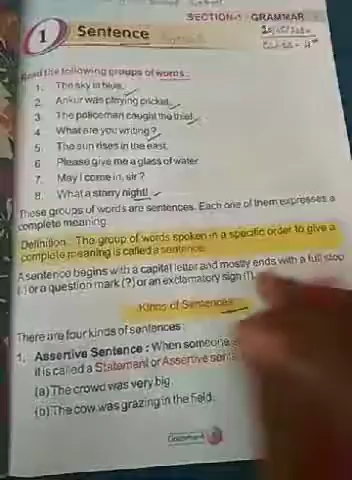 SECTION-1 : GRAMMAR
1 Sentence
Read the following groups of words :
1. The sky is blue.
2. Ankur was playing cricket.
3. The policeman caught the thief.
4. What are you writing ?
5. The sun rises in the east.
6. Please give me a glass of water.
7. May I come in, sir ?
8. What a starry night!
These groups of words are sentences. Each one of them expresses a
complete meaning.
Definition : The group of words spoken in a specific order to give a
complete meaning is called a sentence.
A sentence begins with a capital letter and mostly ends with a full stop
(.) or a question mark (?) or an exclamatory sign (!).
Kinds of Sentences
There are four kinds of sentences :
1. Assertive Sentence : When someone
it is called a Statement or Assertive
(a) The crowd was very big.
(b) The cow was grazing in the field.